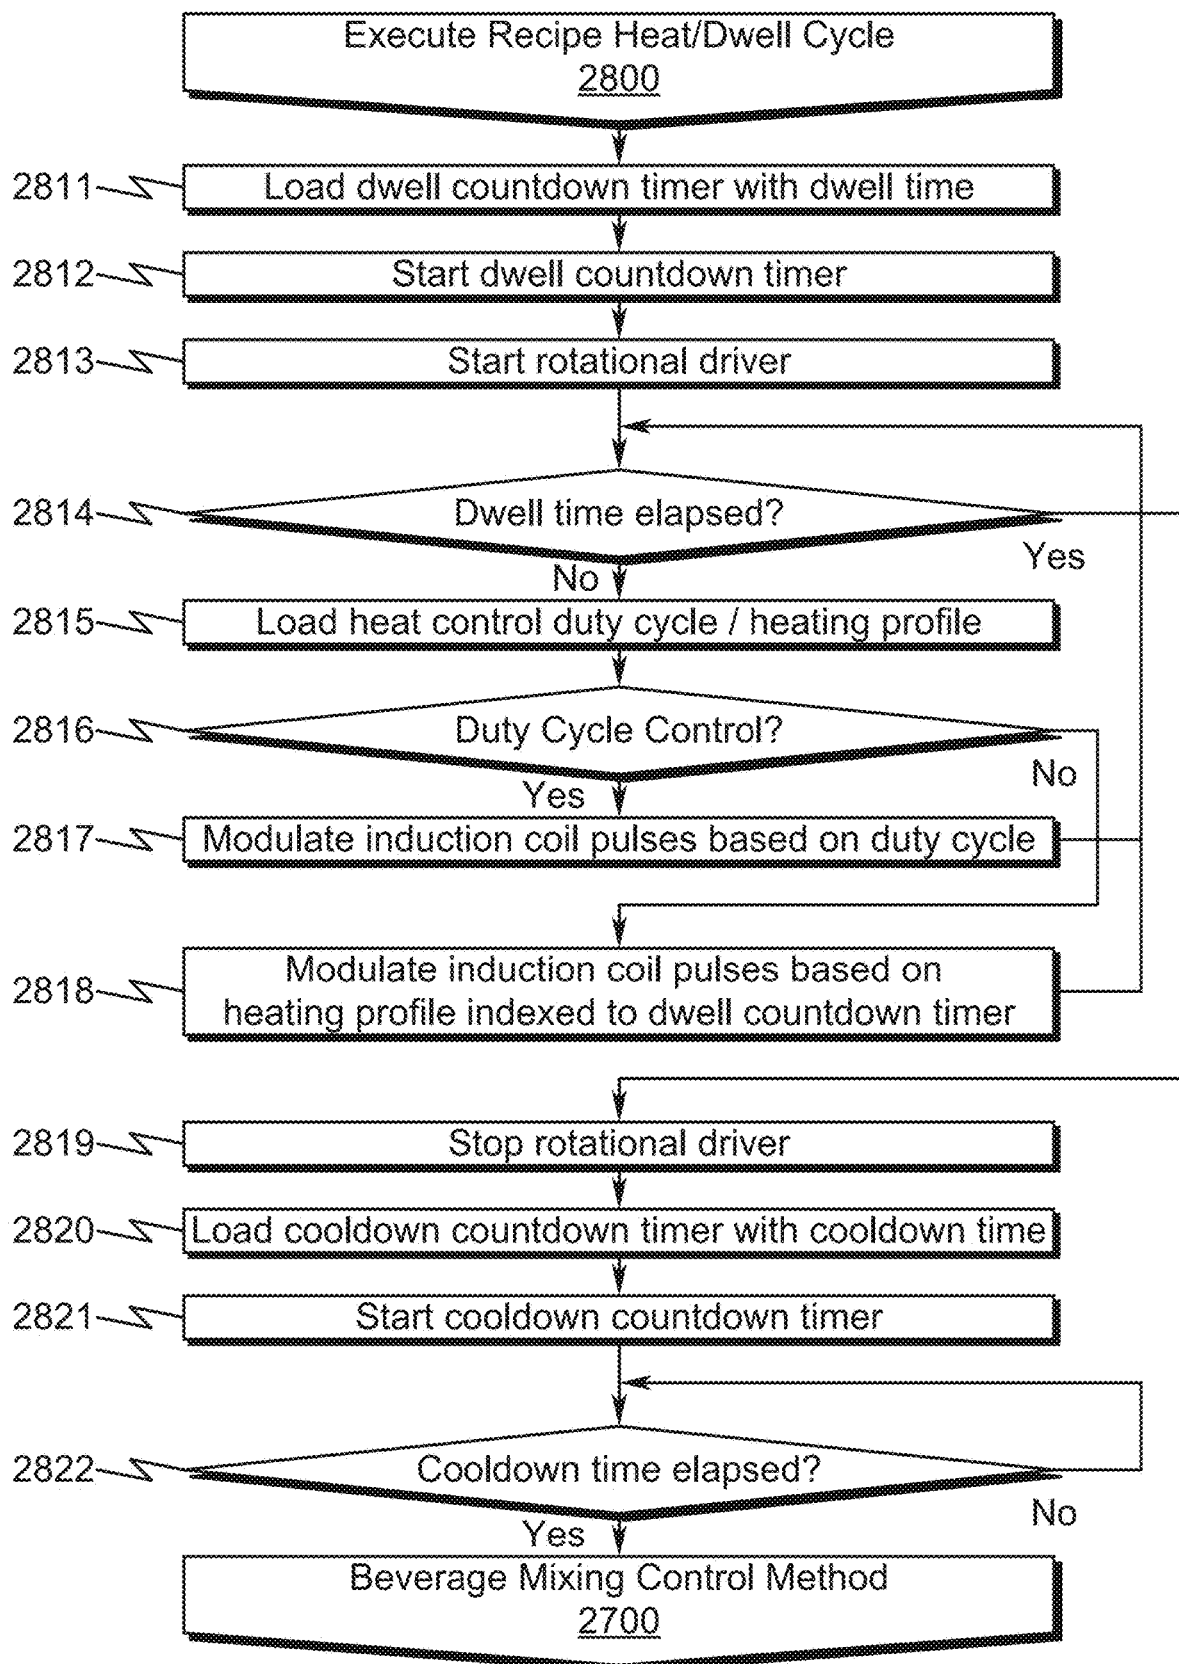 Execute Recipe Heat/Dwell Cycle
2800
2811
Load dwell countdown timer with dwell time
2812
Start dwell countdown timer
2813
Start rotational driver
2814
Dwell time elapsed?
Yes
No
2815
Load heat control duty cycle / heating profile
2816
Duty Cycle Control?
No
Yes
2817
Modulate induction coil pulses based on duty cycle
2818
Modulate induction coil pulses based on
heating profile indexed to dwell countdown timer
2819
Stop rotational driver
2820
Load cooldown countdown timer with cooldown time
2821
Start cooldown countdown timer
2822
Cooldown time elapsed?
No
Yes
Beverage Mixing Control Method
2700